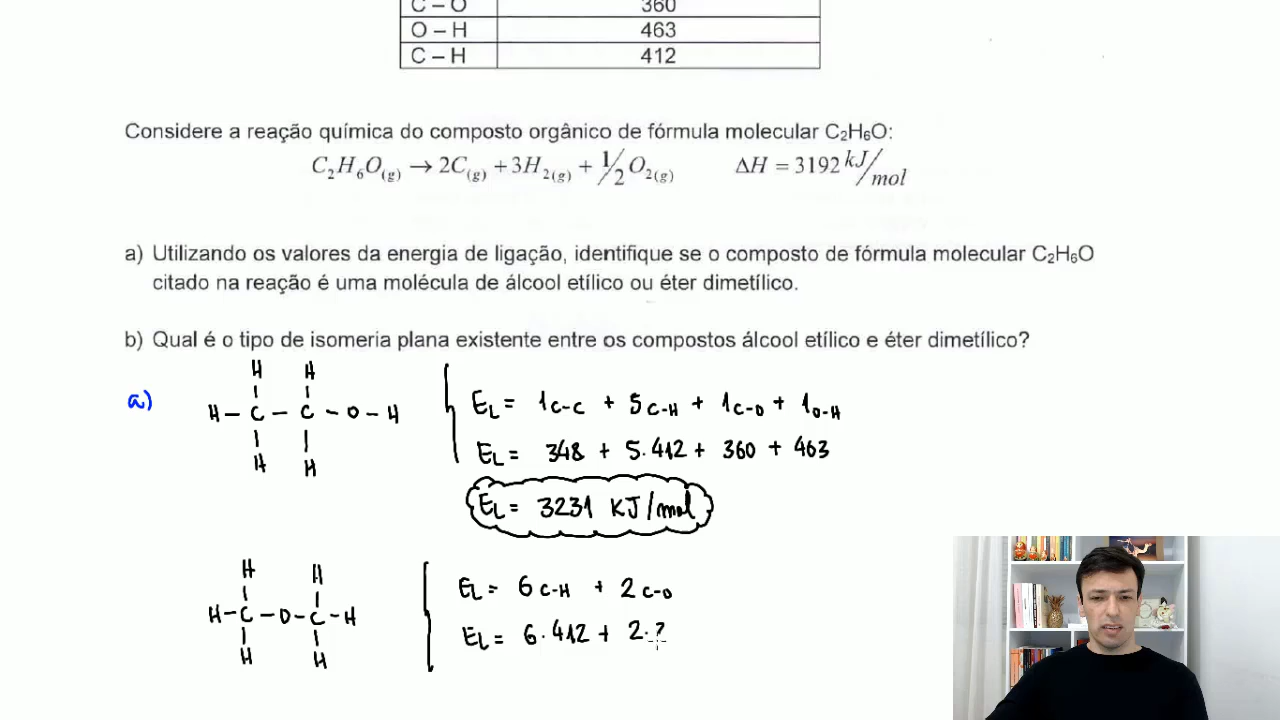 C – O 360
O – H 463
C – H 412
Considere a reação química do composto orgânico de fórmula molecular C₂H₆O:
C₂H₆O₍g₎ → 2C₍g₎ + 3H₂₍g₎ + 1/2 O₂₍g₎ ΔH = 3192 kJ/mol
a) Utilizando os valores da energia de ligação, identifique se o composto de fórmula molecular C₂H₆O
citado na reação é uma molécula de álcool etílico ou éter dimetílico.
b) Qual é o tipo de isomeria plana existente entre os compostos álcool etílico e éter dimetílico?
a)
H H
H – C – C – O – H
H H
EL = 1C-C + 5C-H + 1C-O + 1O-H
EL = 348 + 5.412 + 360 + 463
EL = 3231 KJ/mol
H H
H – C – O – C – H
H H
EL = 6C-H + 2C-O
EL = 6.412 + 2.